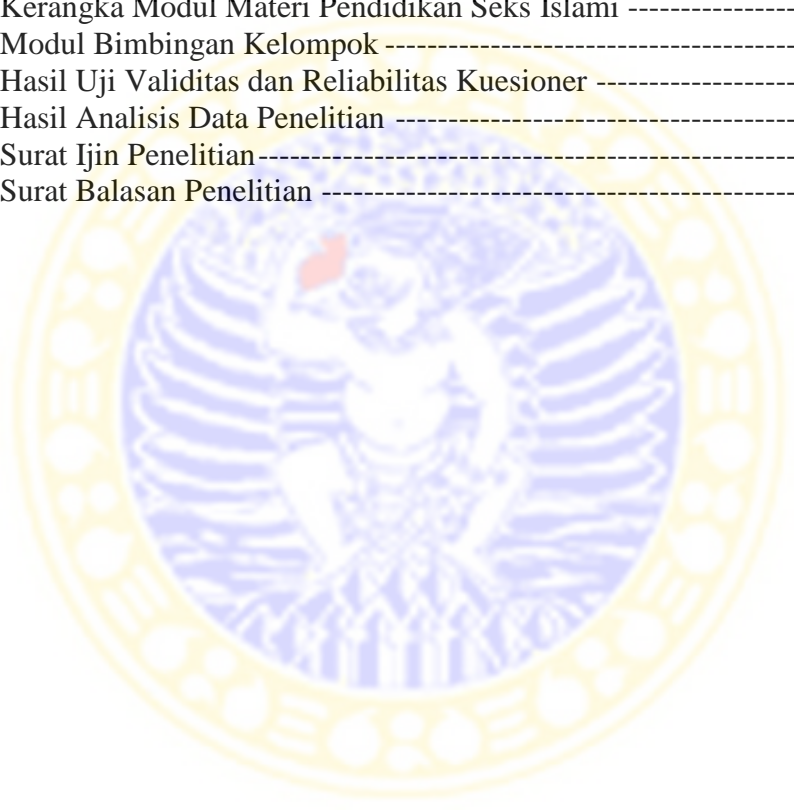 Kerangka Modul Materi Pendidikan Seks Islami ----------------
Modul Bimbingan Kelompok ---------------------------------------
Hasil Uji Validitas dan Reliabilitas Kuesioner -------------------
Hasil Analisis Data Penelitian --------------------------------------
Surat Ijin Penelitian---------------------------------------------------
Surat Balasan Penelitian ---------------------------------------------